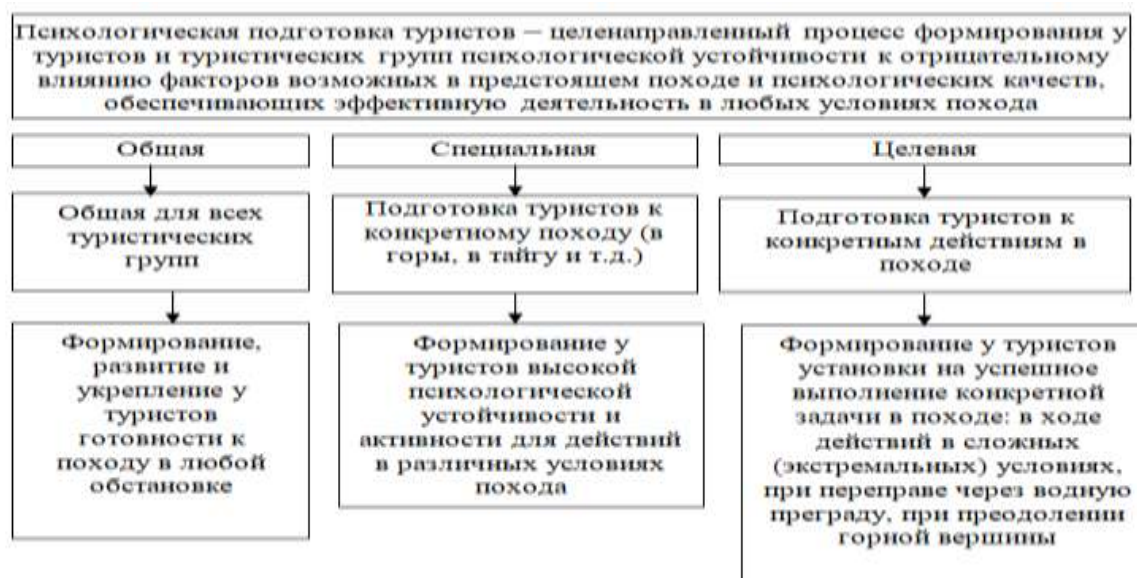 Психологическая подготовка туристов – целенаправленный процесс формирования у
туристов и туристических групп психологической устойчивости к отрицательному
влиянию факторов возможных в предстоящем походе и психологических качеств,
обеспечивающих эффективную деятельность в любых условиях похода
Общая
Специальная
Целевая
Общая для всех
туристических
групп
Подготовка туристов к
конкретному походу (в
горы, в тайгу и т.д.)
Подготовка туристов к
конкретным действиям в
походе
Формирование,
развитие и
укрепление у
туристов
готовности к
походу в любой
обстановке
Формирование у
туристов высокой
психологической
устойчивости и
активности для действий
в различных условиях
похода
Формирование у туристов
установки на успешное
выполнение конкретной
задачи в походе: в ходе
действий в сложных
(экстремальных) условиях,
при переправе через водную
преграду, при преодолении
горной вершины